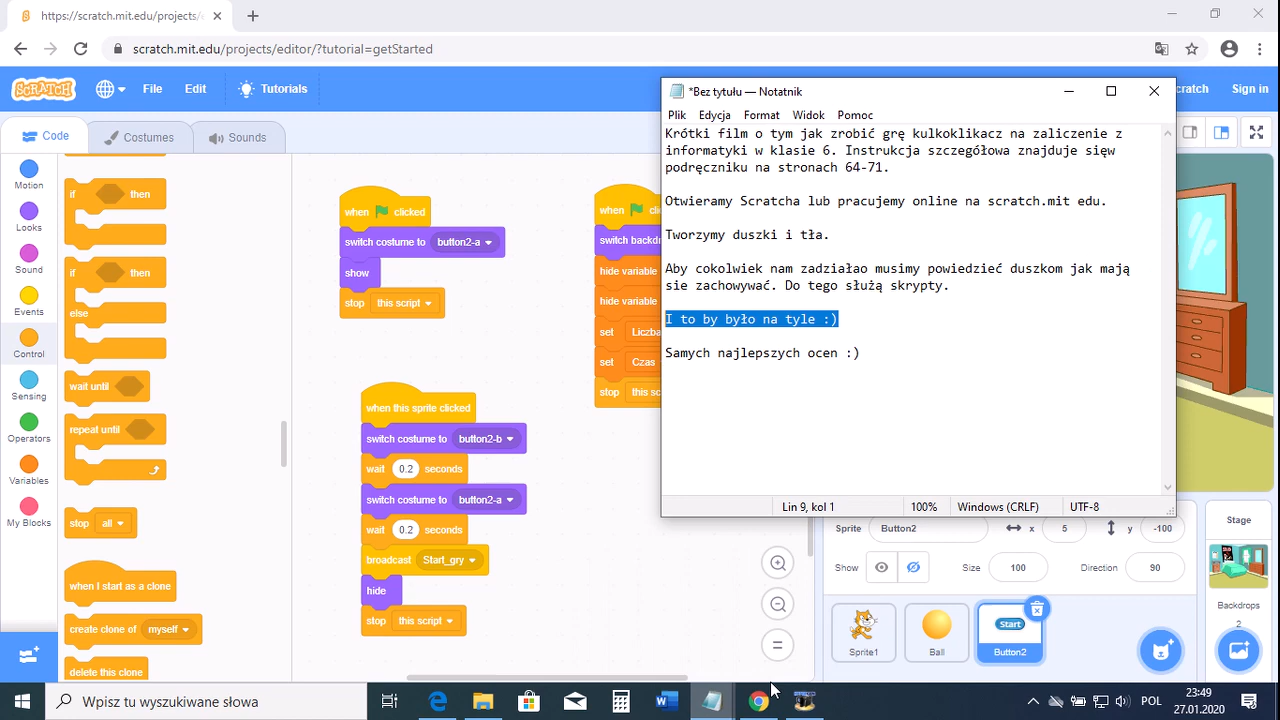 https://scratch.mit.edu/projects/e
scratch.mit.edu/projects/editor/?tutorial=getStarted
SCRATCH
File
Edit
Tutorials
Sign in
Code
Costumes
Sounds
Motion
Looks
Sound
Events
Control
Sensing
Operators
Variables
My Blocks
if then
if then
else
wait until
repeat until
stop all
when I start as a clone
create clone of myself
delete this clone
when clicked
switch costume to button2-a
show
stop this script
when this sprite clicked
switch costume to button2-b
wait 0.2 seconds
switch costume to button2-a
wait 0.2 seconds
broadcast Start_gry
hide
stop this script
when
hide variable
hide variable
set Liczba
set Czas
stop this
*Bez tytułu — Notatnik
Plik Edycja Format Widok Pomoc
Krótki film o tym jak zrobić grę kulkoklikacz na zaliczenie z
informatyki w klasie 6. Instrukcja szczegółowa znajduje sięw
podręczniku na stronach 64-71.
Otwieramy Scratcha lub pracujemy online na scratch.mit edu.
Tworzymy duszki i tła.
Aby cokolwiek nam zadziałao musimy powiedzieć duszkom jak mają
sie zachowywać. Do tego służą skrypty.
I to by było na tyle :)
Samych najlepszych ocen :)
Lin 9, kol 1
100%
Windows (CRLF)
UTF-8
Sprite Button2 x 5 y -100
Show Size 100 Direction 90
Sprite1
Ball
Start
Button2
Stage
Backdrops
2
Wpisz tu wyszukiwane słowa
POL
23:49
27.01.2020